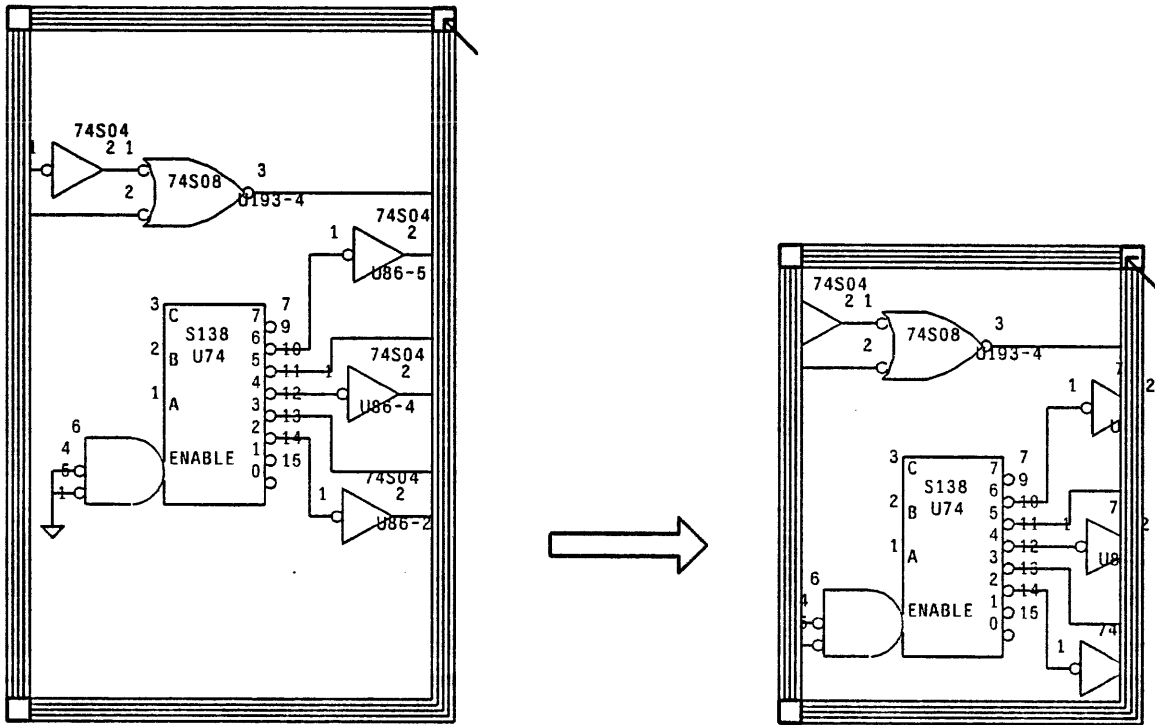 74S04
1 2 1
74S08
3
2
U193-4
74S04
1 2
U86-5
3 7
C 7 9
S138
6 10
2 U74
B 5 11 1
74S04
2
4 12
1 U86-4
A 3 13
6 2 14
4 ENABLE 1 15
5 0
74S04
1 2
1
U86-2
74S04
2 1
74S08
3
2
U193-4
7
1 2
U
3 7
C 7 9
S138
6 10
2 U74 7
B 5 11 1 2
4 12
1 U8
A 3 13
6 2 14
4 ENABLE 1 15
0
74
1